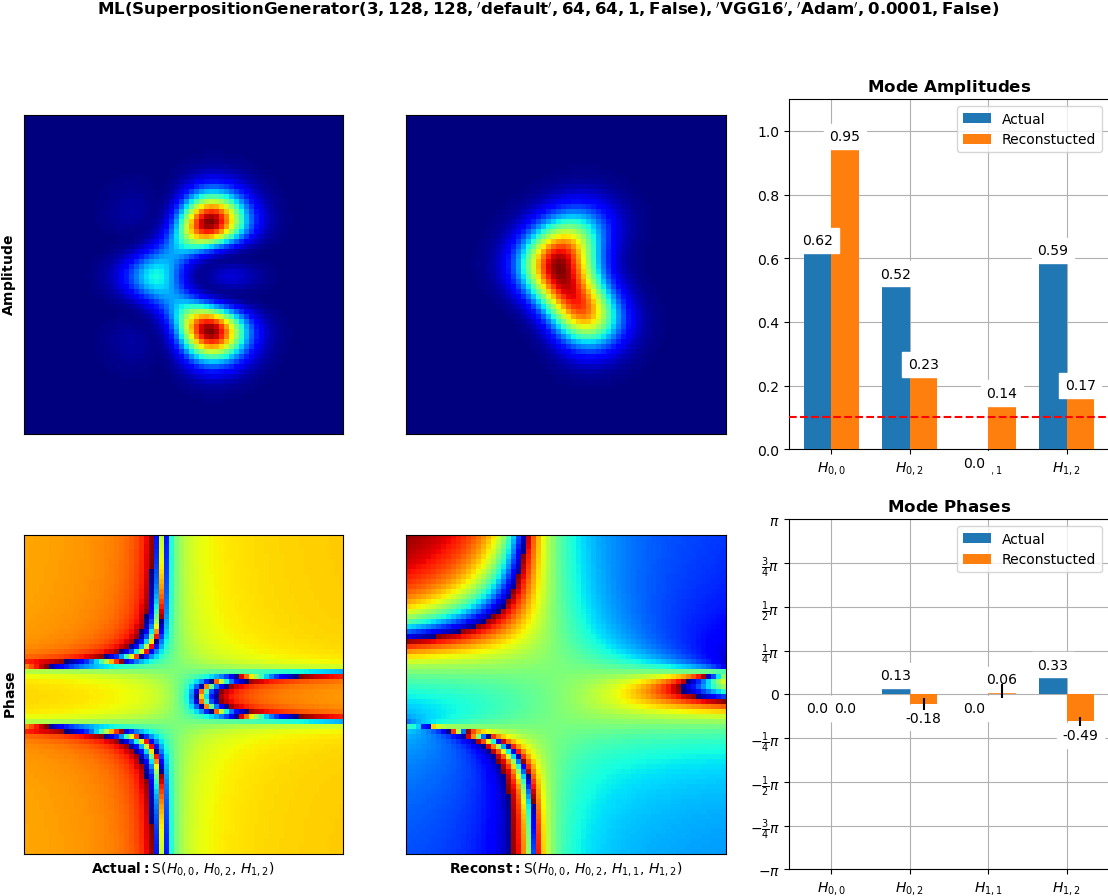 ML(SuperpositionGenerator(3, 128, 128, ′default′, 64, 64, 1, False), ′VGG16′, ′Adam′, 0.0001, False)
Amplitude
Mode Amplitudes
Actual
Reconstucted
1.0
0.8
0.6
0.4
0.2
0.0
0.62
0.95
0.52
0.23
0.0
0.14
0.59
0.17
H0,0
H0,2
,1
H1,2
Phase
Actual: S(H0,0, H0,2, H1,2)
Reconst: S(H0,0, H0,2, H1,1, H1,2)
Mode Phases
Actual
Reconstucted
π
3/4π
1/2π
1/4π
0
−1/4π
−1/2π
−3/4π
−π
0.0
0.0
0.13
-0.18
0.0
0.06
0.33
-0.49
H0,0
H0,2
H1,1
H1,2